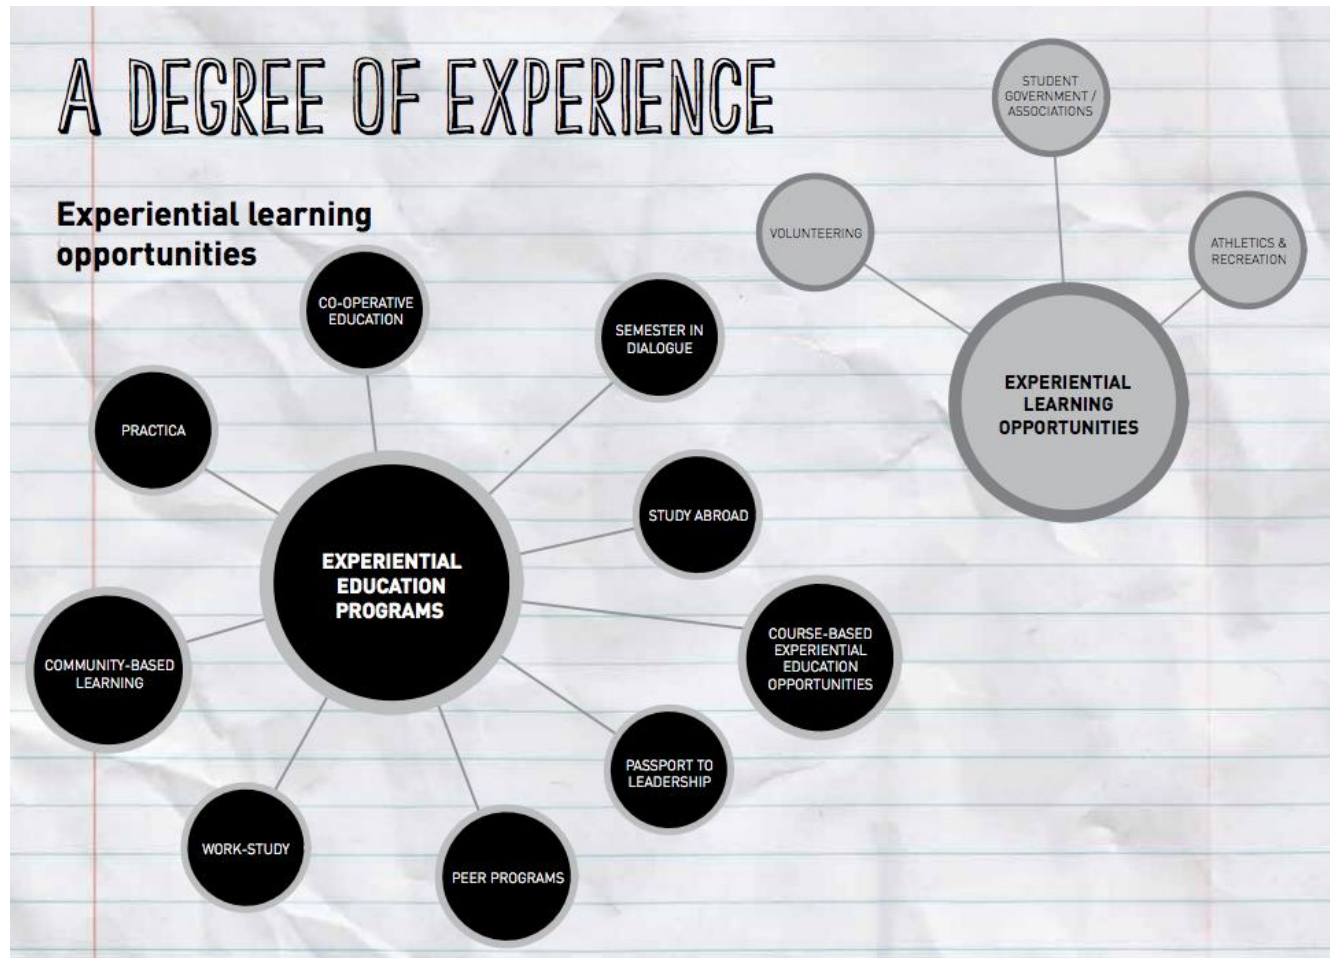 A DEGREE OF EXPERIENCE
Experiential learning
opportunities
CO-OPERATIVE
EDUCATION
SEMESTER IN
DIALOGUE
PRACTICA
STUDY ABROAD
EXPERIENTIAL
EDUCATION
PROGRAMS
COURSE-BASED
EXPERIENTIAL
EDUCATION
OPPORTUNITIES
COMMUNITY-BASED
LEARNING
PASSPORT TO
LEADERSHIP
WORK-STUDY
PEER PROGRAMS
STUDENT
GOVERNMENT /
ASSOCIATIONS
VOLUNTEERING
ATHLETICS &
RECREATION
EXPERIENTIAL
LEARNING
OPPORTUNITIES